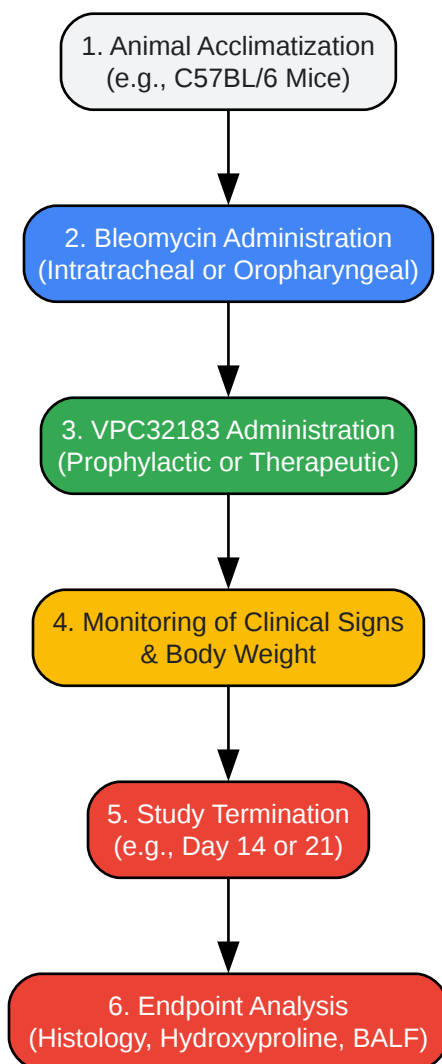 1. Animal Acclimatization
(e.g., C57BL/6 Mice)
2. Bleomycin Administration
(Intratracheal or Oropharyngeal)
3. VPC32183 Administration
(Prophylactic or Therapeutic)
4. Monitoring of Clinical Signs
& Body Weight
5. Study Termination
(e.g., Day 14 or 21)
6. Endpoint Analysis
(Histology, Hydroxyproline, BALF)